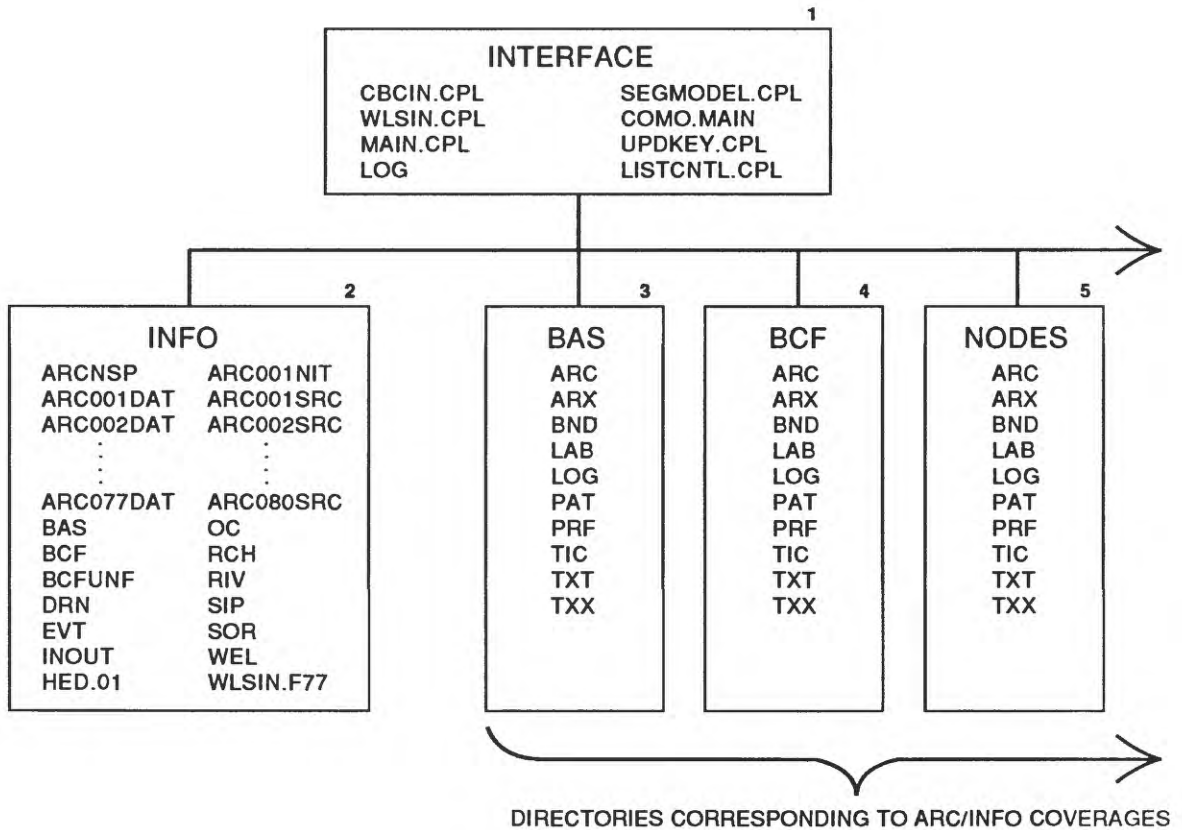 1
INTERFACE
CBCIN.CPL SEGMODEL.CPL
WLSIN.CPL COMO.MAIN
MAIN.CPL UPDKEY.CPL
LOG LISTCNTL.CPL
2
INFO
ARCNSP ARC001NIT
ARC001DAT ARC001SRC
ARC002DAT ARC002SRC
ARC077DAT ARC080SRC
BAS OC
BCF RCH
BCFUNF RIV
DRN SIP
EVT SOR
INOUT WEL
HED.01 WLSIN.F77
3
BAS
ARC
ARX
BND
LAB
LOG
PAT
PRF
TIC
TXT
TXX
4
BCF
ARC
ARX
BND
LAB
LOG
PAT
PRF
TIC
TXT
TXX
5
NODES
ARC
ARX
BND
LAB
LOG
PAT
PRF
TIC
TXT
TXX
DIRECTORIES CORRESPONDING TO ARC/INFO COVERAGES